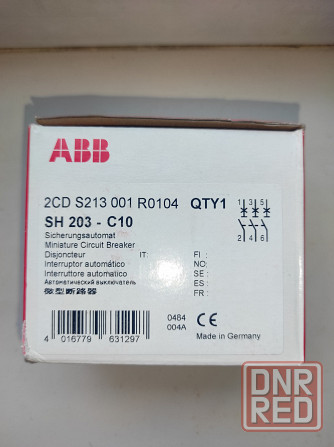 ABB
2CD S213 001 R0104 QTY1
1 3 5
SH 203 - C10
Sicherungsautomat
Miniature Circuit Breaker
2 4 6
Disjoncteur IT: FI :
Interruptor automático NO:
Interruttore automatico SE :
Автоматический выключатель ES :
微型断路器 FR :
0484
004A
CE
4 016779 631297
Made in Germany
DNR
RED